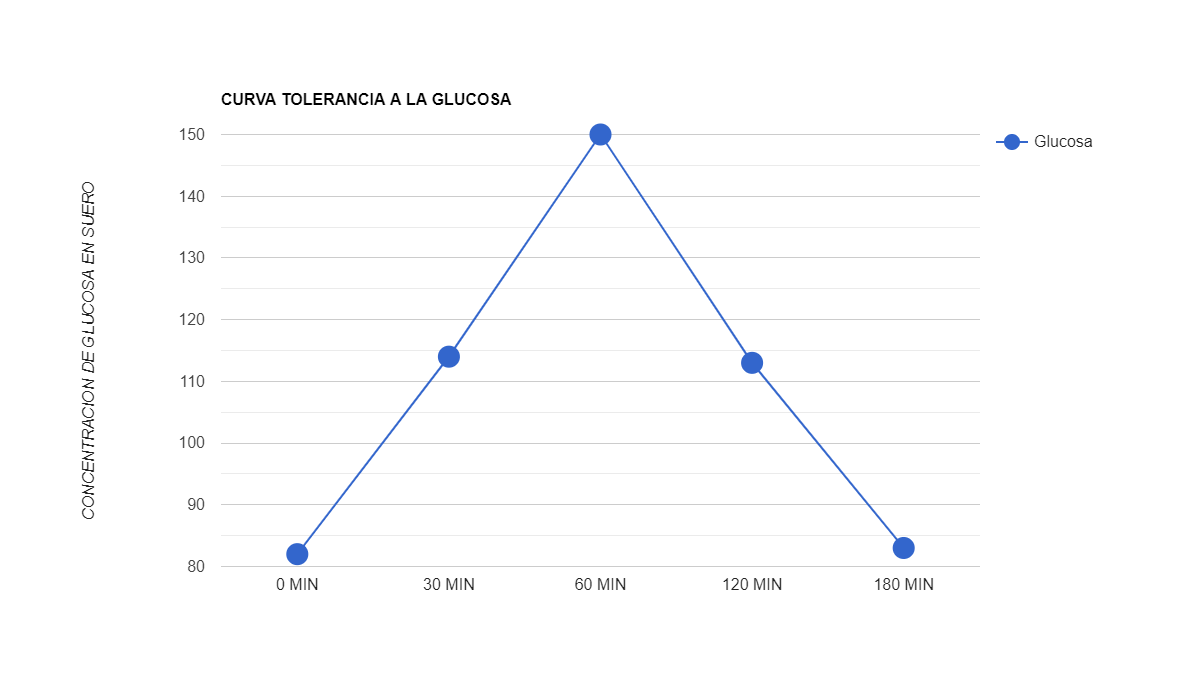 CURVA TOLERANCIA A LA GLUCOSA
Glucosa
CONCENTRACION DE GLUCOSA EN SUERO
150
140
130
120
110
100
90
80
0 MIN
30 MIN
60 MIN
120 MIN
180 MIN